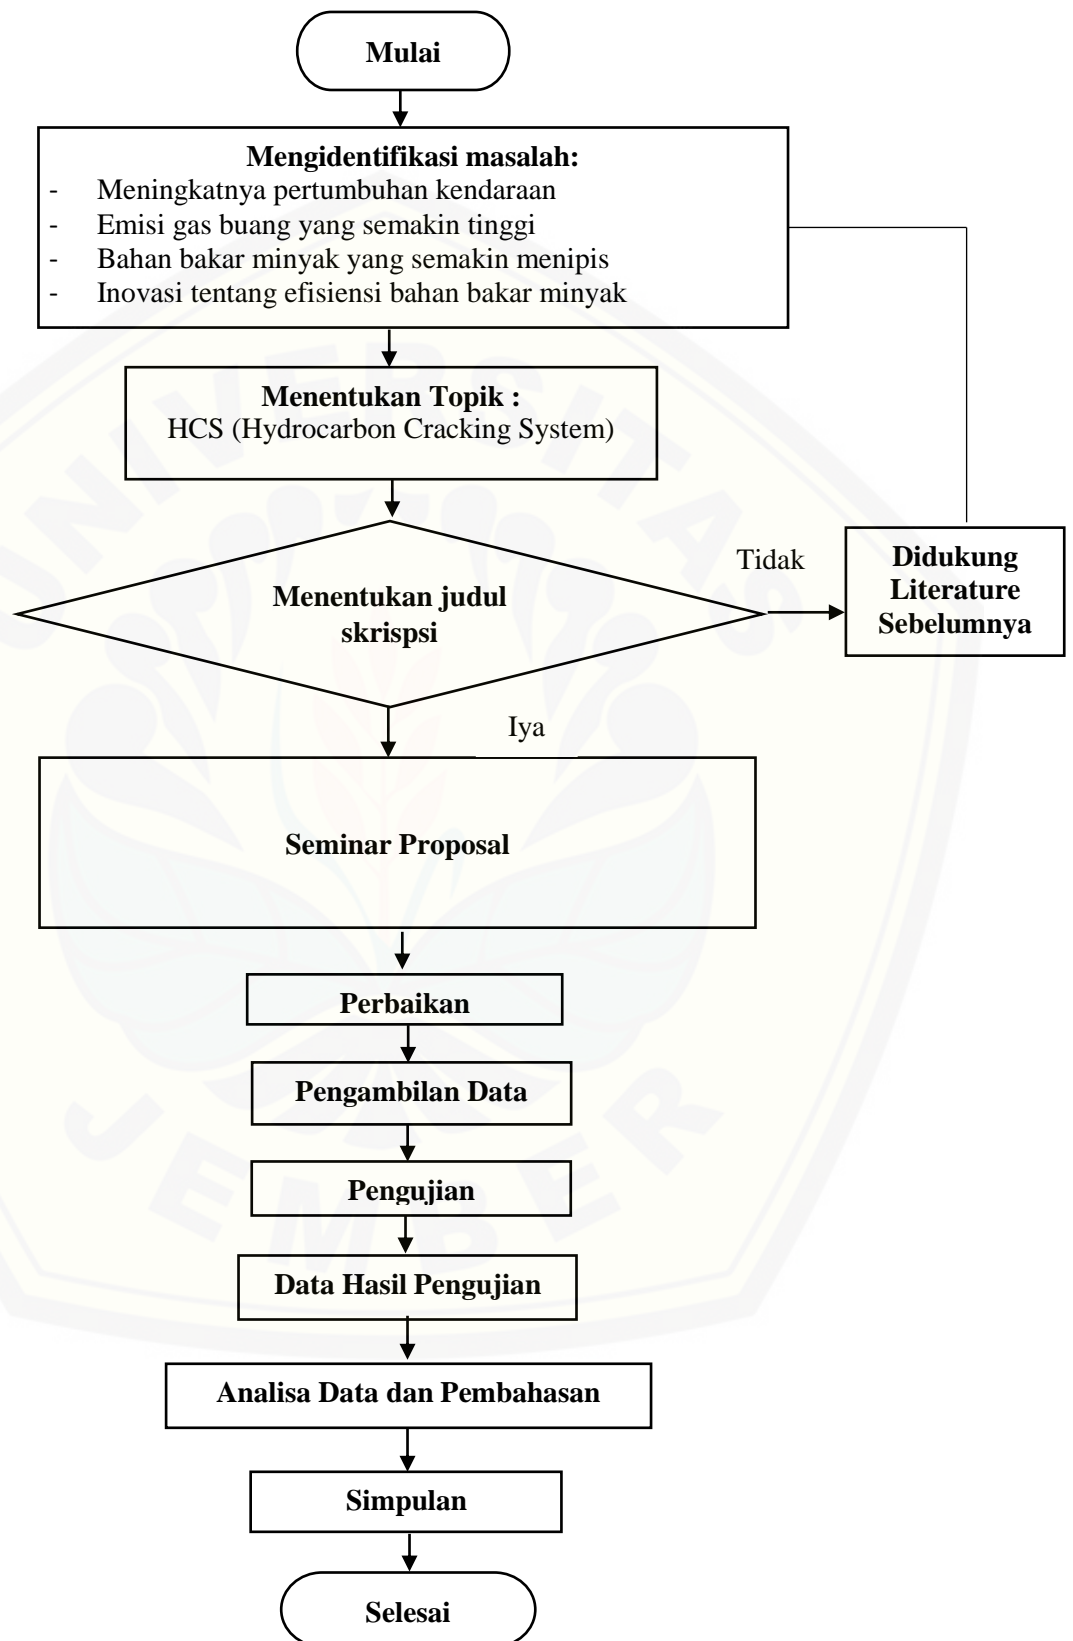 Mulai
Mengidentifikasi masalah:
- Meningkatnya pertumbuhan kendaraan
- Emisi gas buang yang semakin tinggi
- Bahan bakar minyak yang semakin menipis
- Inovasi tentang efisiensi bahan bakar minyak
Menentukan Topik :
HCS (Hydrocarbon Cracking System)
Menentukan judul
skrispsi
Tidak
Didukung
Literature
Sebelumnya
Iya
Seminar Proposal
Perbaikan
Pengambilan Data
Pengujian
Data Hasil Pengujian
Analisa Data dan Pembahasan
Simpulan
Selesai
UNIVERSITAS
JEMBER